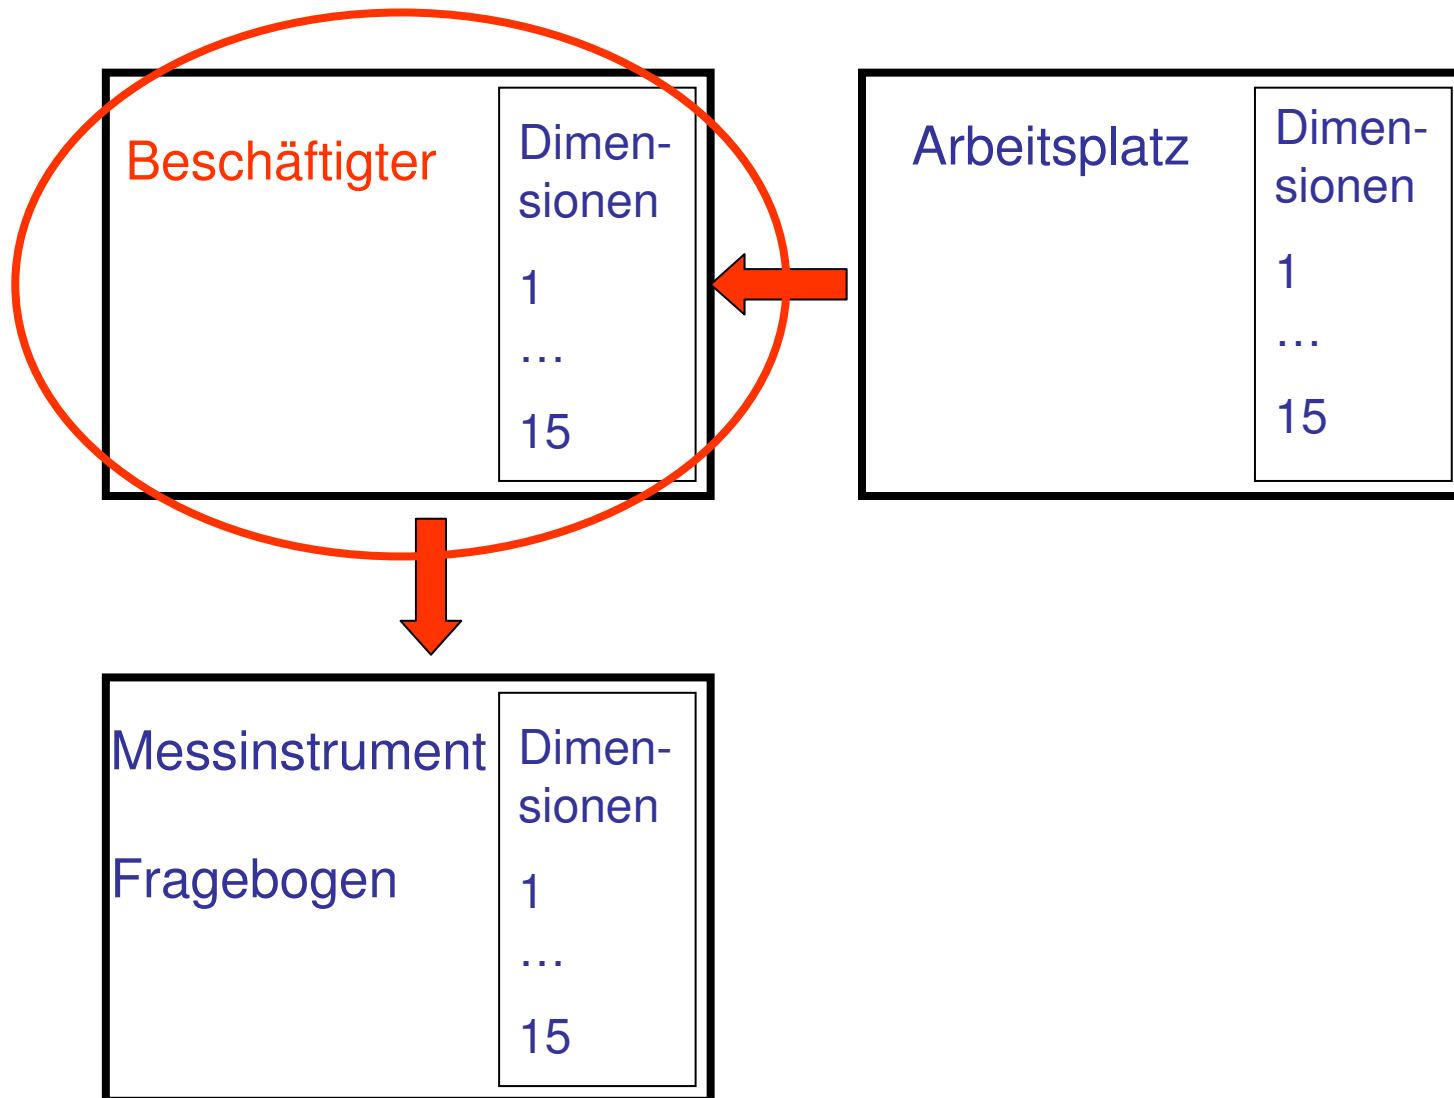 Beschäftigter
Dimen-
sionen
1
…
15
Arbeitsplatz
Dimen-
sionen
1
…
15
Messinstrument
Fragebogen
Dimen-
sionen
1
…
15